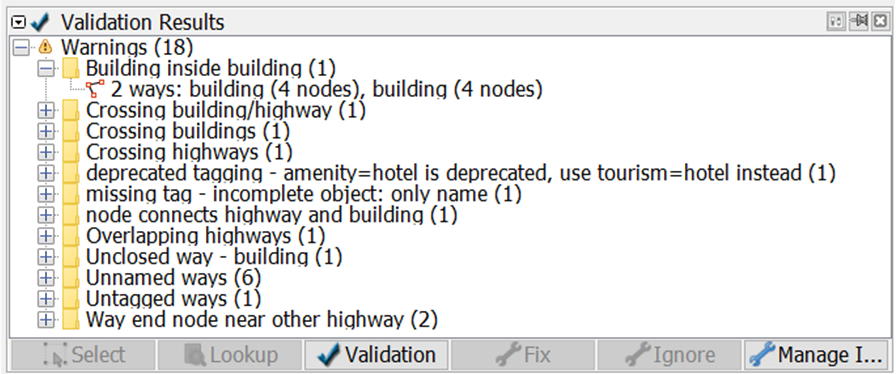 Validation Results
Warnings (18)
Building inside building (1)
2 ways: building (4 nodes), building (4 nodes)
Crossing building/highway (1)
Crossing buildings (1)
Crossing highways (1)
deprecated tagging - amenity=hotel is deprecated, use tourism=hotel instead (1)
missing tag - incomplete object: only name (1)
node connects highway and building (1)
Overlapping highways (1)
Unclosed way - building (1)
Unnamed ways (6)
Untagged ways (1)
Way end node near other highway (2)
Select Lookup Validation Fix Ignore Manage I...